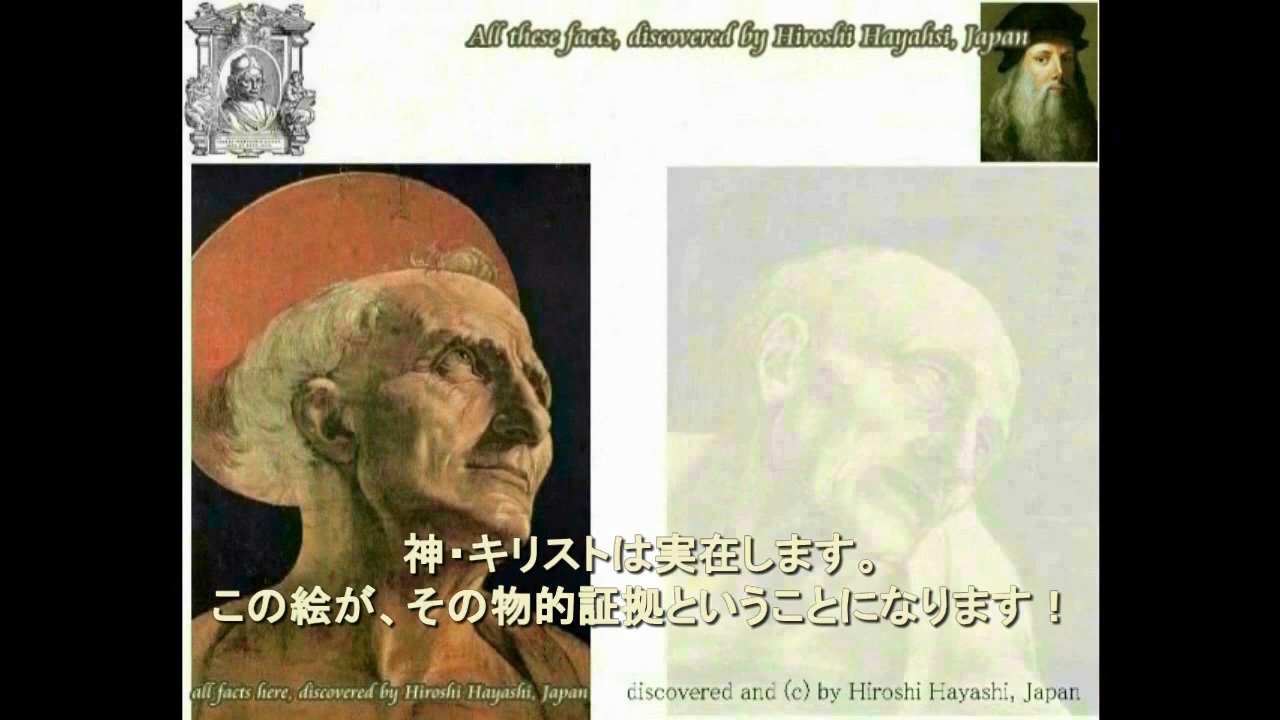 All these facts, discovered by Hiroshii Hayahsi, Japan
神・キリストは実在します。
この絵が、その物的証拠ということになります！
all facts here, discovered by Hiroshi Hayashi, Japan
discovered and (c) by Hiroshi Hayashi, Japan